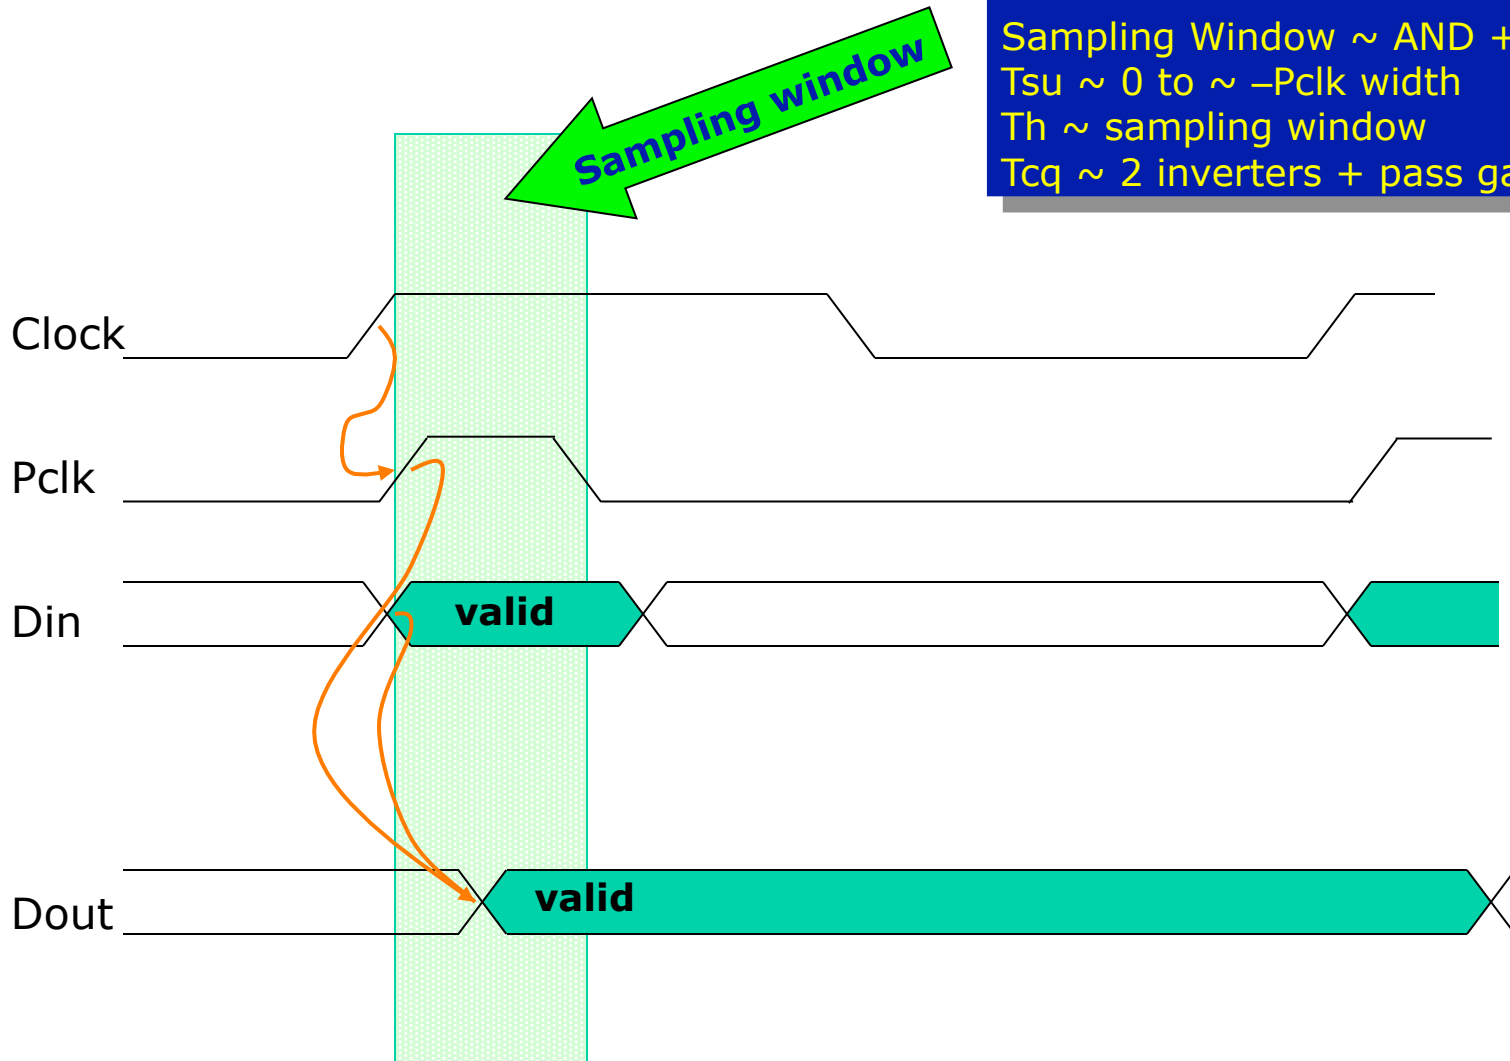 Sampling Window ~ AND +
Tsu ~ 0 to ~ –Pclk width
Th ~ sampling window
Tcq ~ 2 inverters + pass
Sampling window
Clock
Pclk
Din
valid
Dout
valid